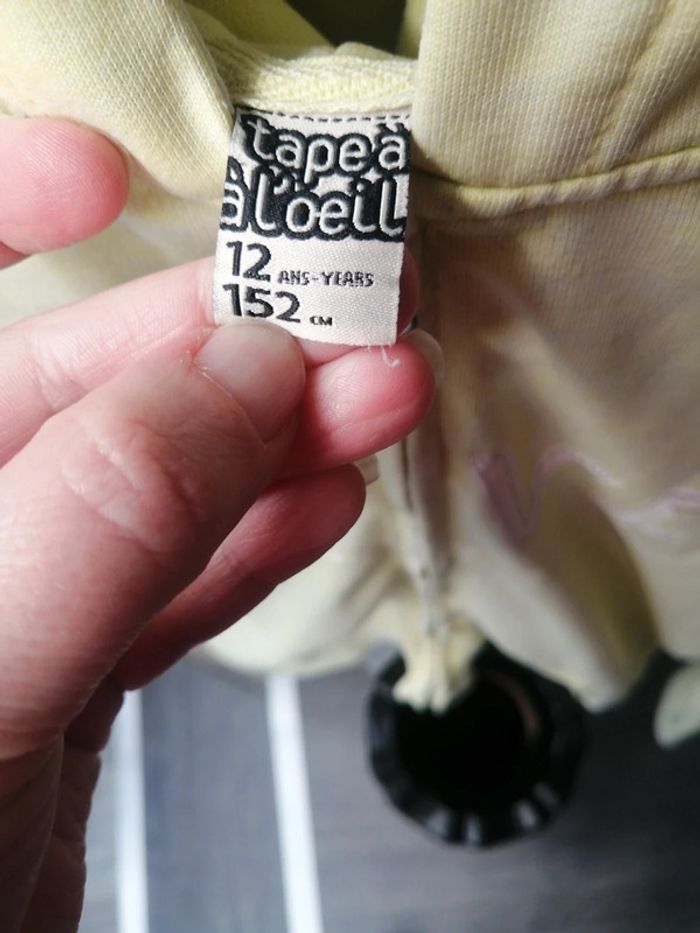 tape à
à l'oeil
12 ANS-YEARS
152 CM